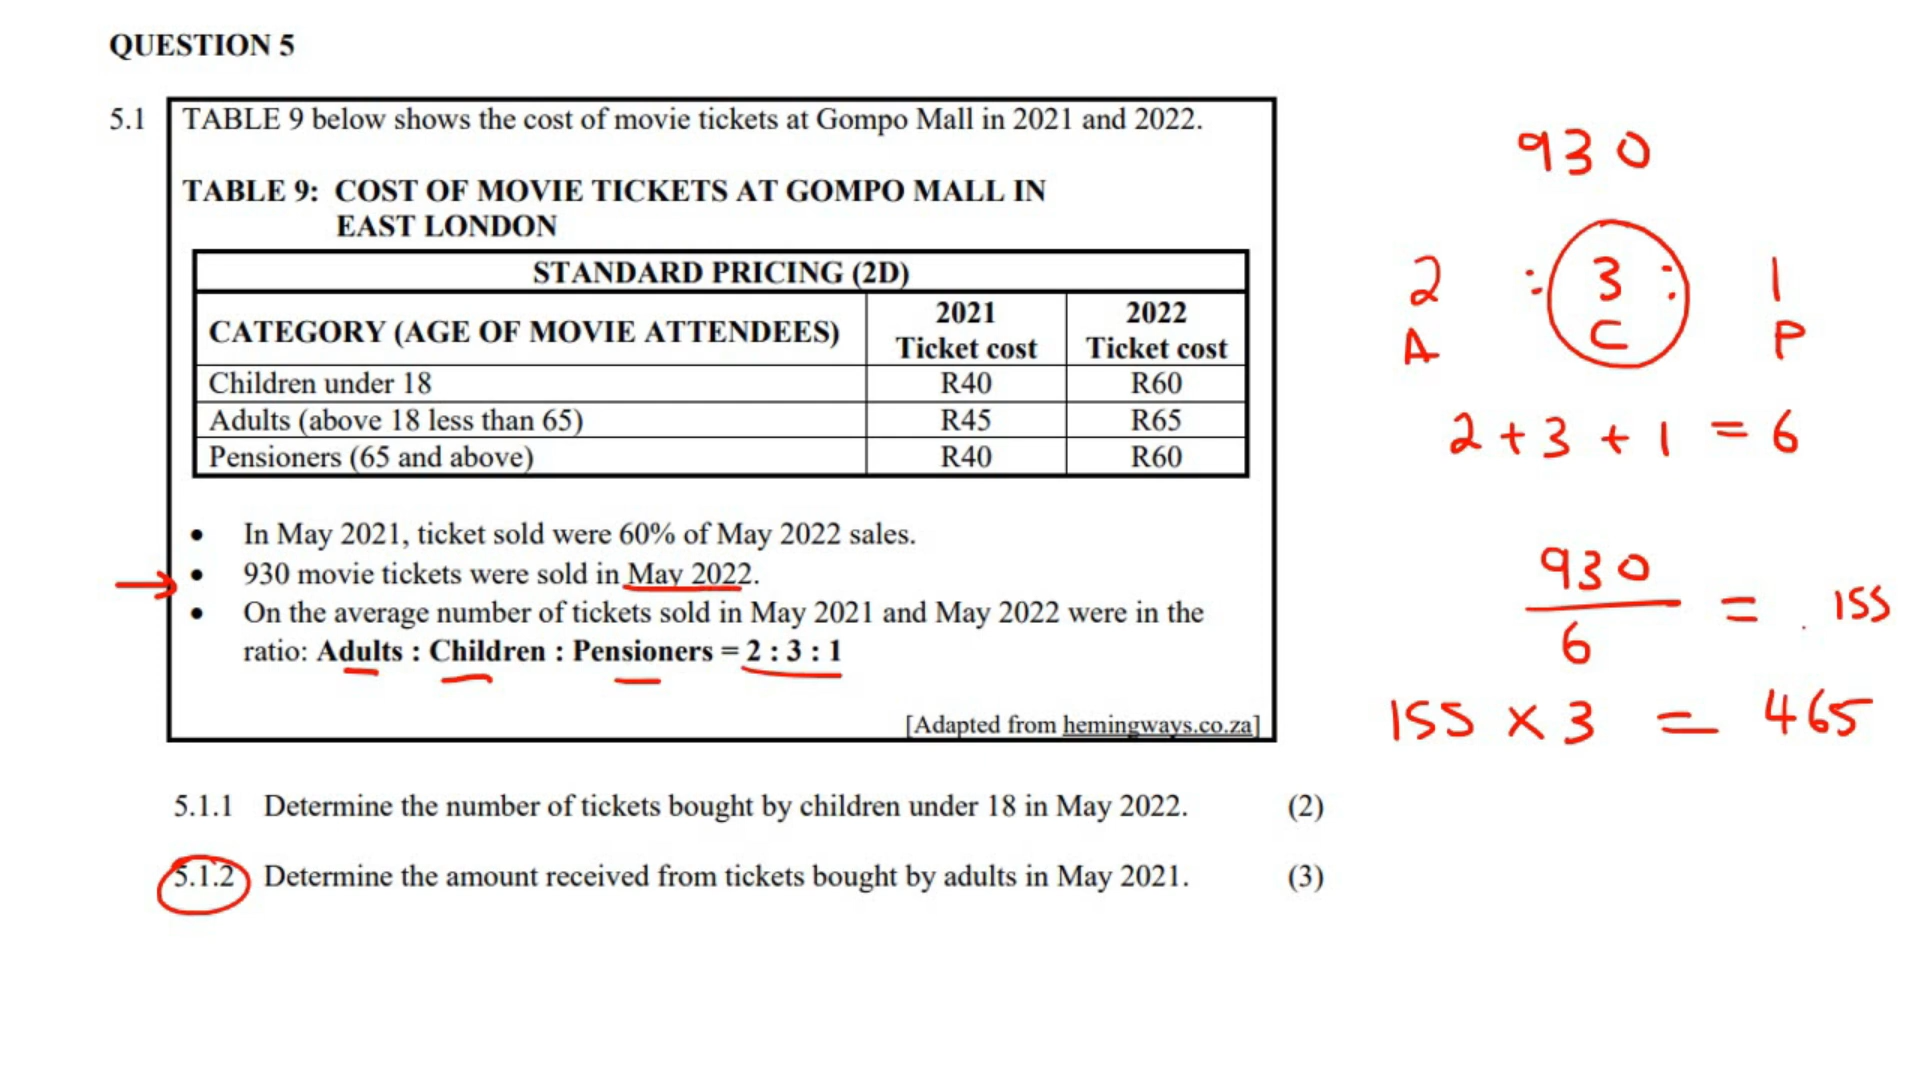 QUESTION 5
5.1 TABLE 9 below shows the cost of movie tickets at Gompo Mall in 2021 and 2022.
TABLE 9: COST OF MOVIE TICKETS AT GOMPO MALL IN
EAST LONDON
STANDARD PRICING (2D)
CATEGORY (AGE OF MOVIE ATTENDEES) 2021 Ticket cost 2022 Ticket cost
Children under 18 R40 R60
Adults (above 18 less than 65) R45 R65
Pensioners (65 and above) R40 R60
• In May 2021, ticket sold were 60% of May 2022 sales.
• 930 movie tickets were sold in May 2022.
• On the average number of tickets sold in May 2021 and May 2022 were in the
ratio: Adults : Children : Pensioners = 2 : 3 : 1
[Adapted from hemingways.co.za]
5.1.1 Determine the number of tickets bought by children under 18 in May 2022. (2)
5.1.2 Determine the amount received from tickets bought by adults in May 2021. (3)
930
2 : 3 : 1
A C P
2 + 3 + 1 = 6
930
6
= 155
155 × 3 = 465